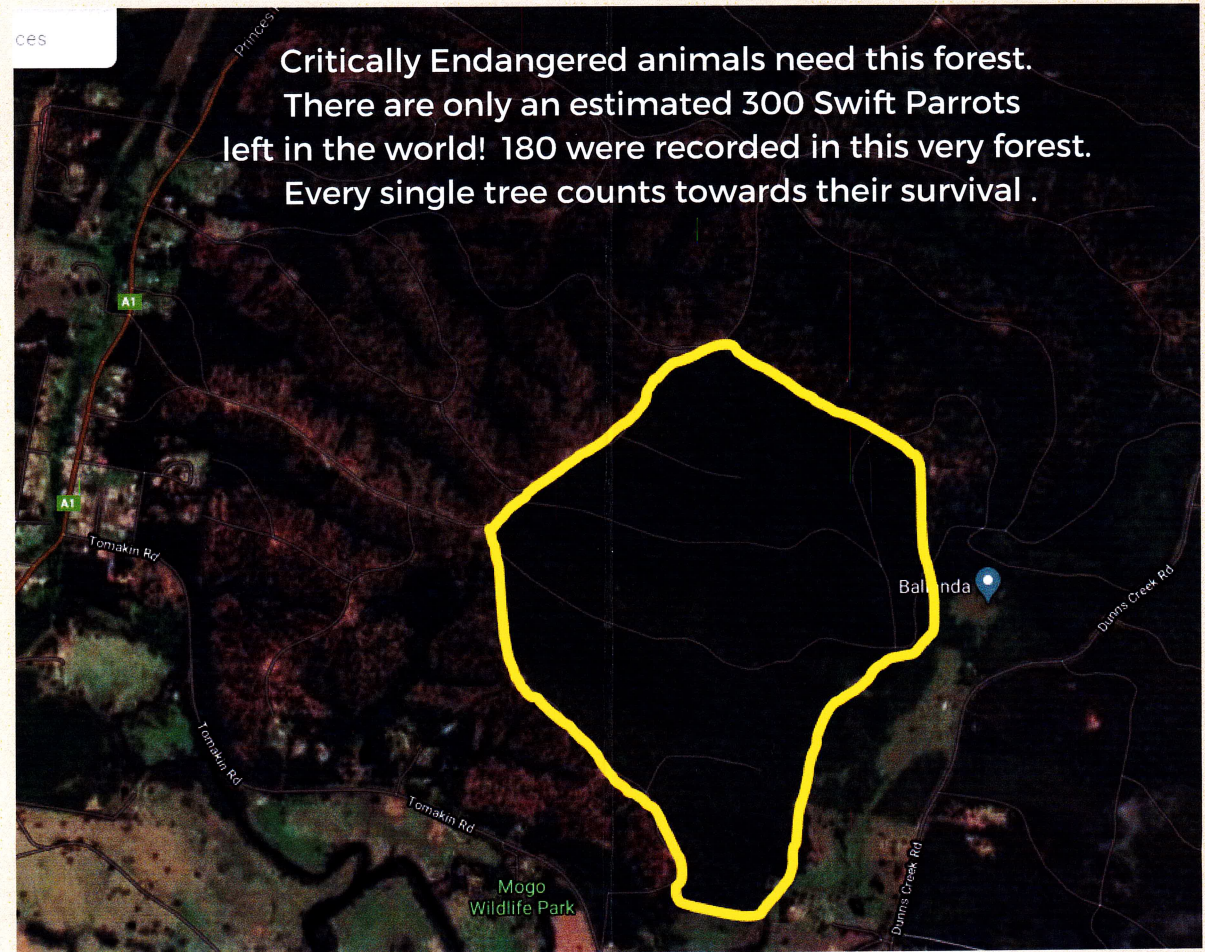 ces
Princes
Critically Endangered animals need this forest.
There are only an estimated 300 Swift Parrots
left in the world! 180 were recorded in this very forest.
Every single tree counts towards their survival .
A1
A1
Tomakin Rd
Dunns Creek Rd
Tomakin Rd
Tomakin Rd
Mogo
Wildlife Park
Dunns Creek Rd